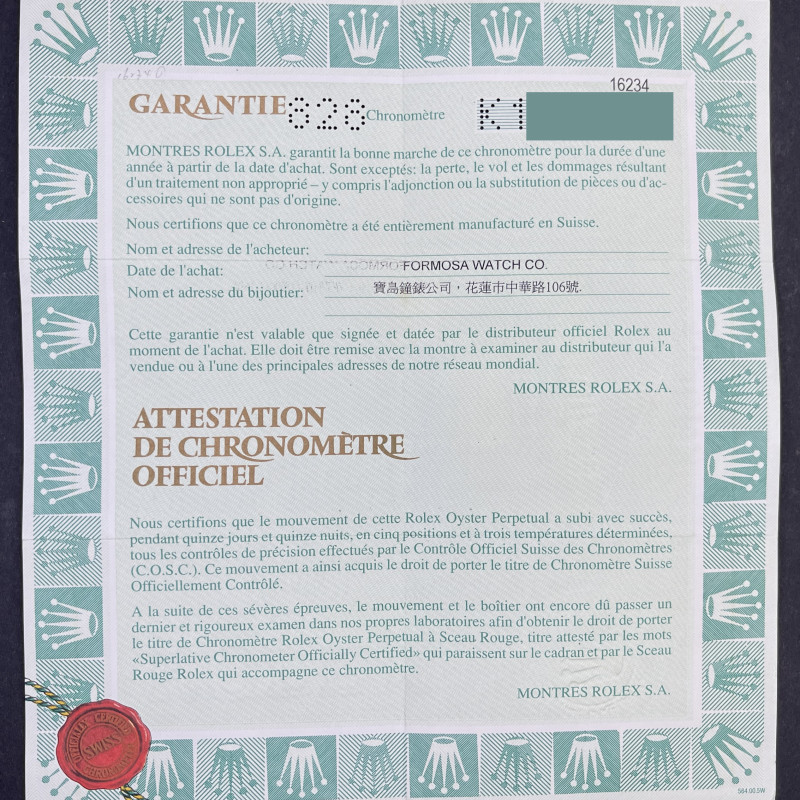 16234
GARANTIE 828 Chronomètre K1
MONTRES ROLEX S.A. garantit la bonne marche de ce chronomètre pour la durée d'une
année à partir de la date d'achat. Sont exceptés: la perte, le vol et les dommages résultant
d'un traitement non approprié – y compris l'adjonction ou la substitution de pièces ou d'ac-
cessoires qui ne sont pas d'origine.
Nous certifions que ce chronomètre a été entièrement manufacturé en Suisse.
Nom et adresse de l'acheteur:
Date de l'achat: FORMOSA WATCH CO.
Nom et adresse du bijoutier: 寶島鐘錶公司，花蓮市中華路106號.
Cette garantie n'est valable que signée et datée par le distributeur officiel Rolex au
moment de l'achat. Elle doit être remise avec la montre à examiner au distributeur qui l'a
vendue ou à l'une des principales adresses de notre réseau mondial.
MONTRES ROLEX S.A.
ATTESTATION
DE CHRONOMÈTRE
OFFICIEL
Nous certifions que le mouvement de cette Rolex Oyster Perpetual a subi avec succès,
pendant quinze jours et quinze nuits, en cinq positions et à trois températures déterminées,
tous les contrôles de précision effectués par le Contrôle Officiel Suisse des Chronomètres
(C.O.S.C.). Ce mouvement a ainsi acquis le droit de porter le titre de Chronomètre Suisse
Officiellement Contrôlé.
A la suite de ces sévères épreuves, le mouvement et le boîtier ont encore dû passer un
dernier et rigoureux examen dans nos propres laboratoires afin d'obtenir le droit de porter
le titre de Chronomètre Rolex Oyster Perpetual à Sceau Rouge, titre attesté par les mots
«Superlative Chronometer Officially Certified» qui paraissent sur le cadran et par le Sceau
Rouge Rolex qui accompagne ce chronomètre.
MONTRES ROLEX S.A.
SWISS
564.00.5W